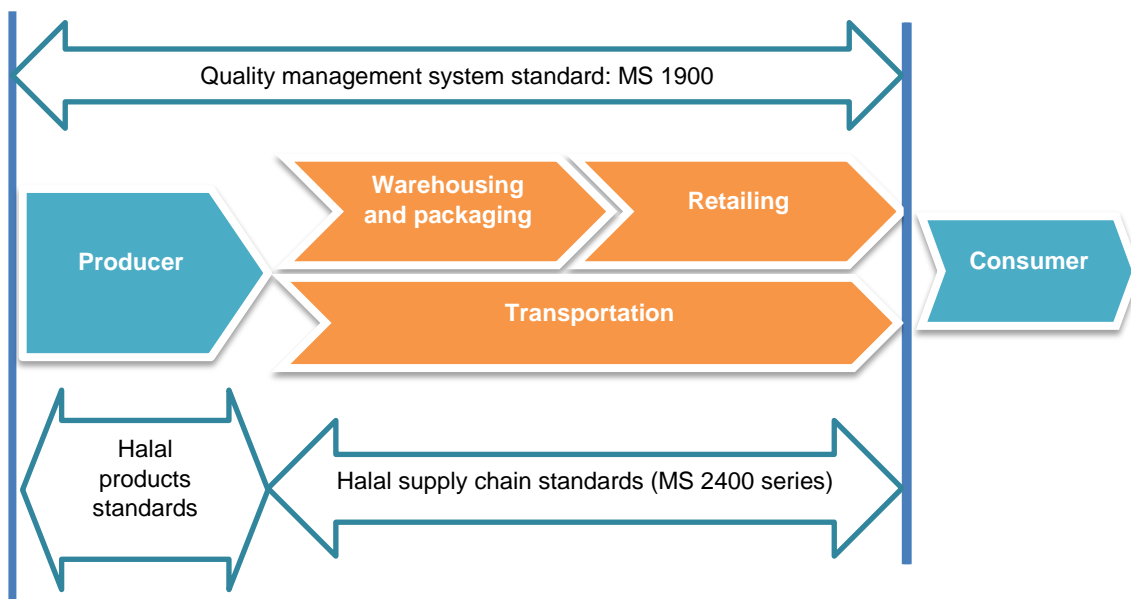 Quality management system standard: MS 1900
Warehousing
and packaging
Retailing
Producer
Consumer
Transportation
Halal
products
standards
Halal supply chain standards (MS 2400 series)